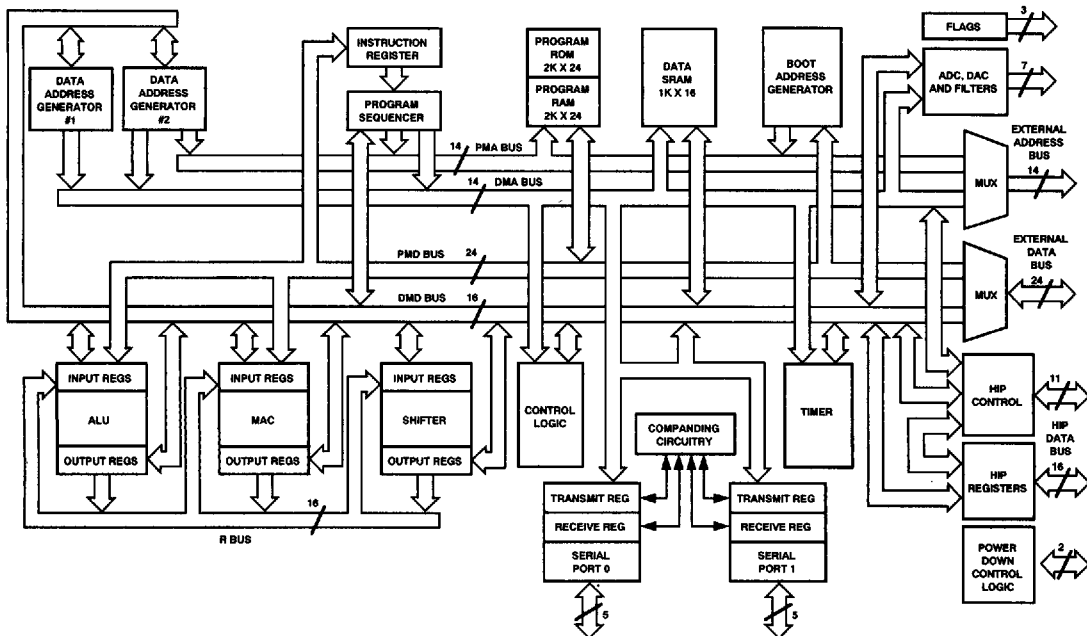 DATA
ADDRESS
GENERATOR
#1
DATA
ADDRESS
GENERATOR
#2
INSTRUCTION
REGISTER
PROGRAM
SEQUENCER
PROGRAM
ROM
2K X 24
PROGRAM
RAM
2K X 24
DATA
SRAM
1K X 16
BOOT
ADDRESS
GENERATOR
FLAGS
3
ADC, DAC
AND FILTERS
7
EXTERNAL
ADDRESS
BUS
14
MUX
14
PMA BUS
14
DMA BUS
24
PMD BUS
16
DMD BUS
EXTERNAL
DATA
BUS
24
MUX
INPUT REGS
ALU
OUTPUT REGS
INPUT REGS
MAC
OUTPUT REGS
INPUT REGS
SHIFTER
OUTPUT REGS
16
R BUS
CONTROL
LOGIC
COMPANDING
CIRCUITRY
TIMER
TRANSMIT REG
RECEIVE REG
SERIAL
PORT 0
5
TRANSMIT REG
RECEIVE REG
SERIAL
PORT 1
5
HIP
CONTROL
11
HIP
DATA
BUS
16
HIP
REGISTERS
POWER
DOWN
CONTROL
LOGIC
2